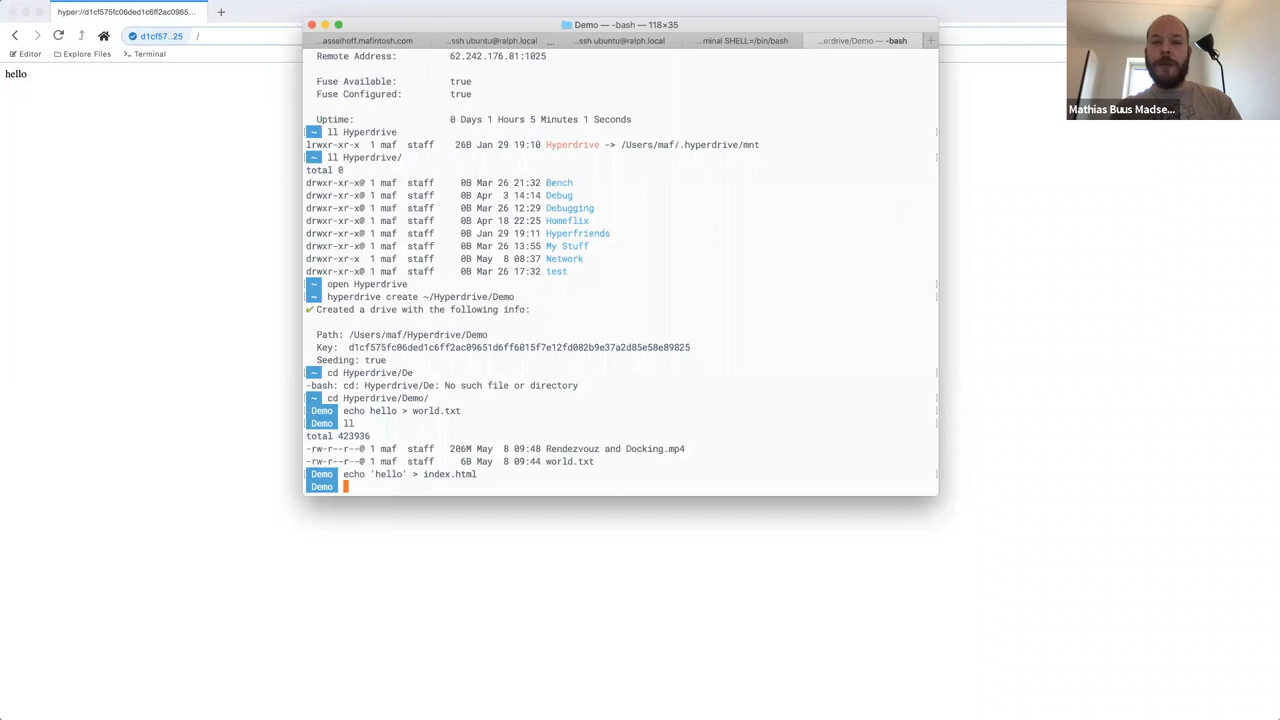 hyper://d1cf575fc06ded1c6ff2ac0965...
d1cf57..25 /
Editor Explore Files Terminal
hello
Demo — -bash — 118×35
...asselhoff.mafintosh.com ...ssh ubuntu@ralph.local ... ...ssh ubuntu@ralph.local ...minal SHELL=/bin/bash ...erdrive/Demo — -bash
Remote Address: 62.242.176.81:1025
Fuse Available: true
Fuse Configured: true
Uptime: 0 Days 1 Hours 5 Minutes 1 Seconds
~ ll Hyperdrive
lrwxr-xr-x 1 maf staff 26B Jan 29 19:10 Hyperdrive -> /Users/maf/.hyperdrive/mnt
~ ll Hyperdrive/
total 0
drwxr-xr-x@ 1 maf staff 0B Mar 26 21:32 Bench
drwxr-xr-x@ 1 maf staff 0B Apr 3 14:14 Debug
drwxr-xr-x@ 1 maf staff 0B Mar 26 12:29 Debugging
drwxr-xr-x@ 1 maf staff 0B Apr 18 22:25 Homeflix
drwxr-xr-x@ 1 maf staff 0B Jan 29 19:11 Hyperfriends
drwxr-xr-x@ 1 maf staff 0B Mar 26 13:55 My Stuff
drwxr-xr-x 1 maf staff 0B May 8 08:37 Network
drwxr-xr-x@ 1 maf staff 0B Mar 26 17:32 test
~ open Hyperdrive
~ hyperdrive create ~/Hyperdrive/Demo
✔ Created a drive with the following info:
Path: /Users/maf/Hyperdrive/Demo
Key: d1cf575fc06ded1c6ff2ac09651d6ff6015f7e12fd082b9e37a2d85e58e89825
Seeding: true
~ cd Hyperdrive/De
-bash: cd: Hyperdrive/De: No such file or directory
~ cd Hyperdrive/Demo/
Demo echo hello > world.txt
Demo ll
total 423936
-rw-r--r--@ 1 maf staff 206M May 8 09:48 Rendezvouz and Docking.mp4
-rw-r--r--@ 1 maf staff 6B May 8 09:44 world.txt
Demo echo 'hello' > index.html
Demo
Mathias Buus Madse...